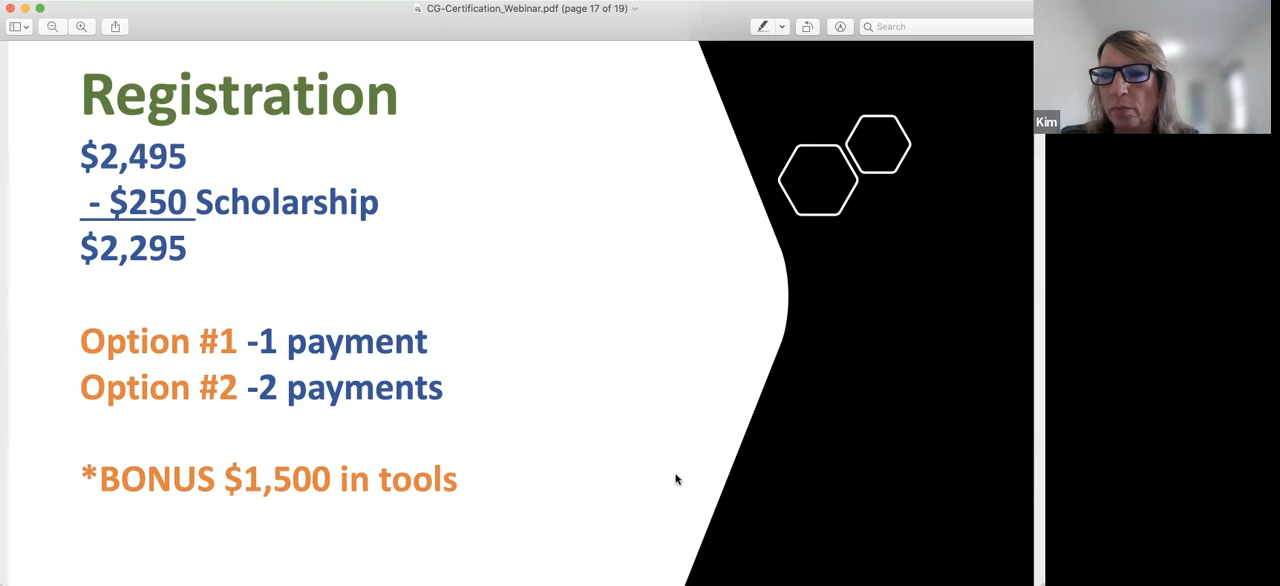 CG-Certification_Webinar.pdf (page 17 of 19)
Search
Kim
Registration
$2,495
- $250 Scholarship
$2,295
Option #1 -1 payment
Option #2 -2 payments
*BONUS $1,500 in tools